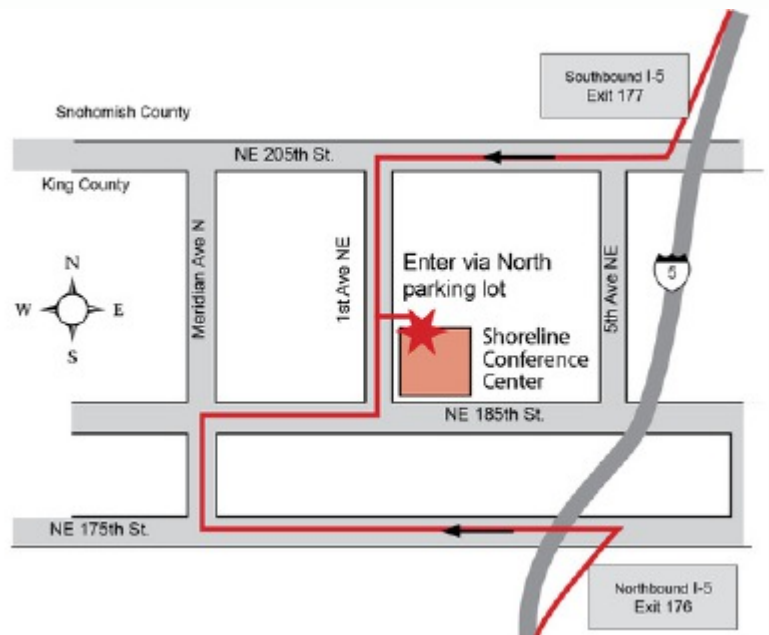 Southbound I-5
Exit 177
Snohomish County
NE 205th St.
King County
Meridian Ave N
1st Ave NE
5th Ave NE
N
W
E
S
5
Enter via North
parking lot
Shoreline
Conference
Center
NE 185th St.
NE 175th St.
Northbound I-5
Exit 176